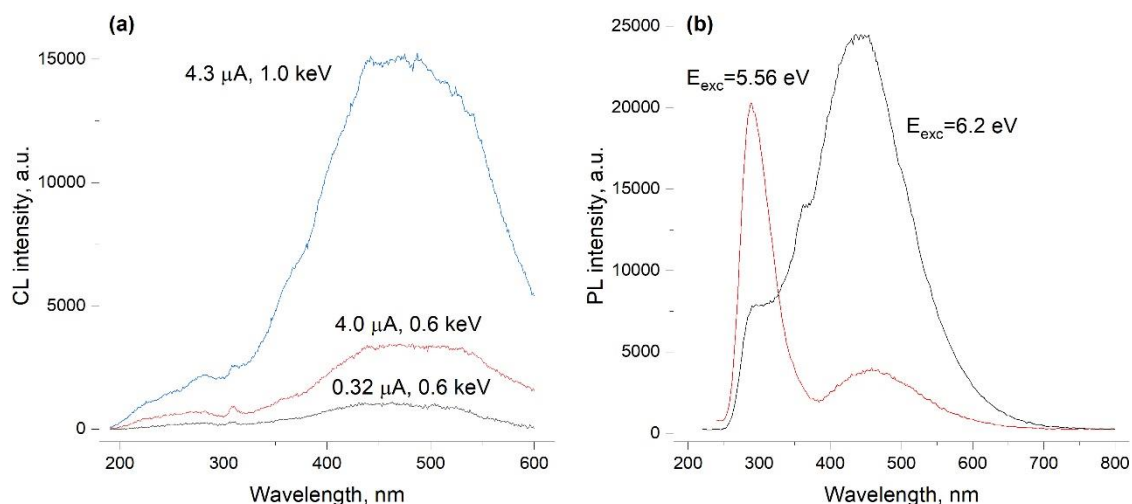 (a)
CL intensity, a.u.
15000
10000
5000
0
4.3 μA, 1.0 keV
4.0 μA, 0.6 keV
0.32 μA, 0.6 keV
200 300 400 500 600
Wavelength, nm
(b)
PL intensity, a.u.
25000
20000
15000
10000
5000
0
E_exc=5.56 eV
E_exc=6.2 eV
200 300 400 500 600 700 800
Wavelength, nm